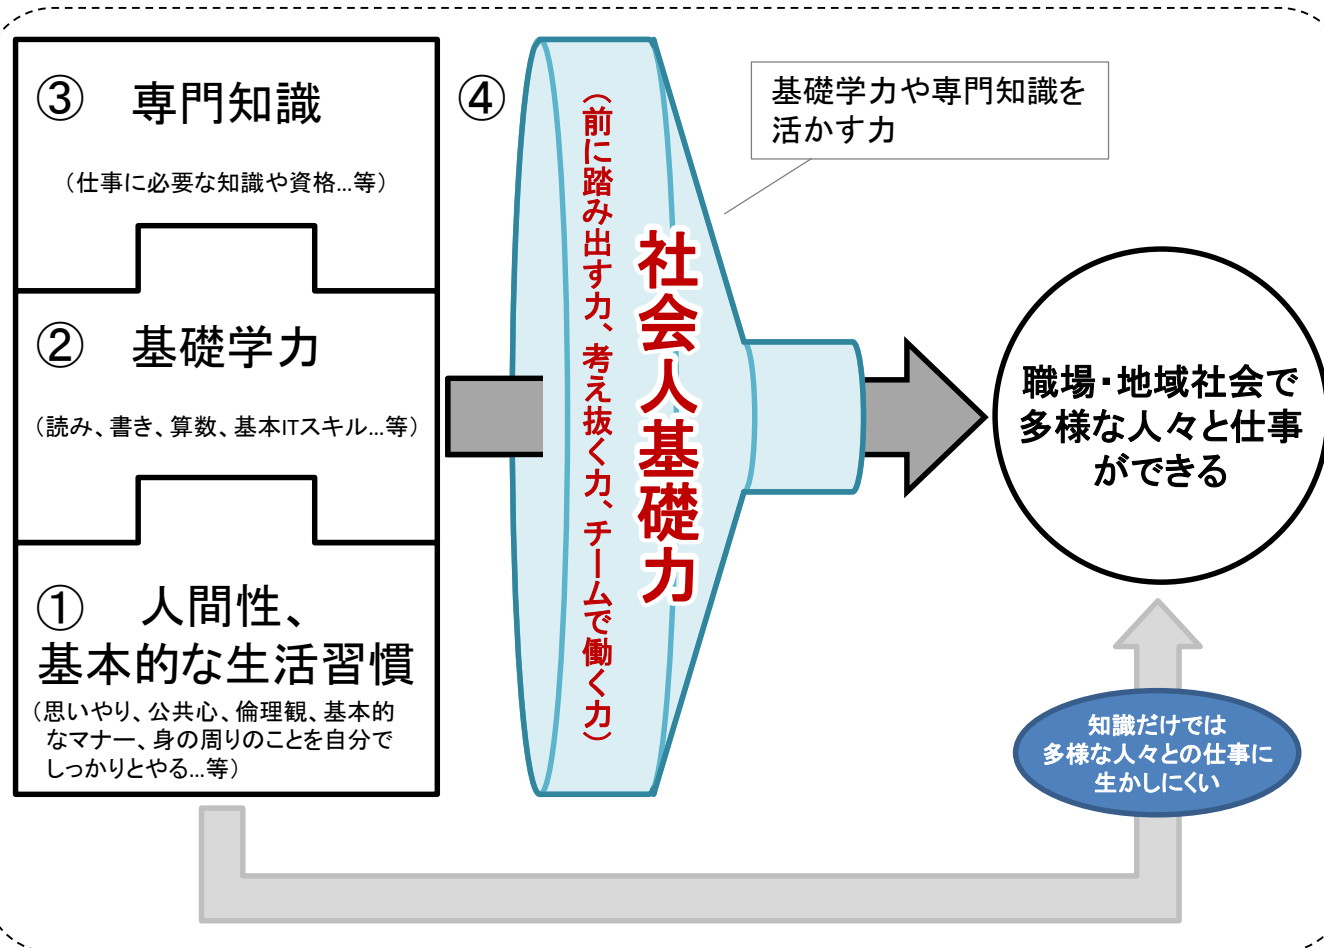 ③ 専門知識
（仕事に必要な知識や資格…等）
② 基礎学力
（読み、書き、算数、基本ITスキル…等）
① 人間性、
基本的な生活習慣
（思いやり、公共心、倫理観、基本的
なマナー、身の周りのことを自分で
しっかりとやる…等）
④
社会人基礎力
（前に踏み出す力、考え抜く力、チームで働く力）
基礎学力や専門知識を
活かす力
職場・地域社会で
多様な人々と仕事
ができる
知識だけでは
多様な人々との仕事に
生かしにくい